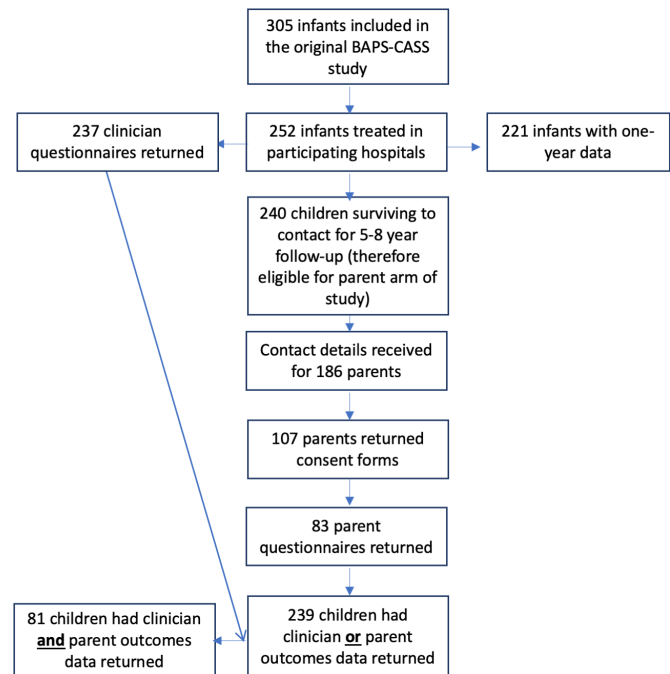 305 infants included in
the original BAPS-CASS
study
237 clinician
questionnaires returned
252 infants treated in
participating hospitals
221 infants with one-
year data
240 children surviving to
contact for 5-8 year
follow-up (therefore
eligible for parent arm of
study)
Contact details received
for 186 parents
107 parents returned
consent forms
83 parent
questionnaires returned
81 children had clinician
and parent outcomes
data returned
239 children had
clinician or parent
outcomes data returned